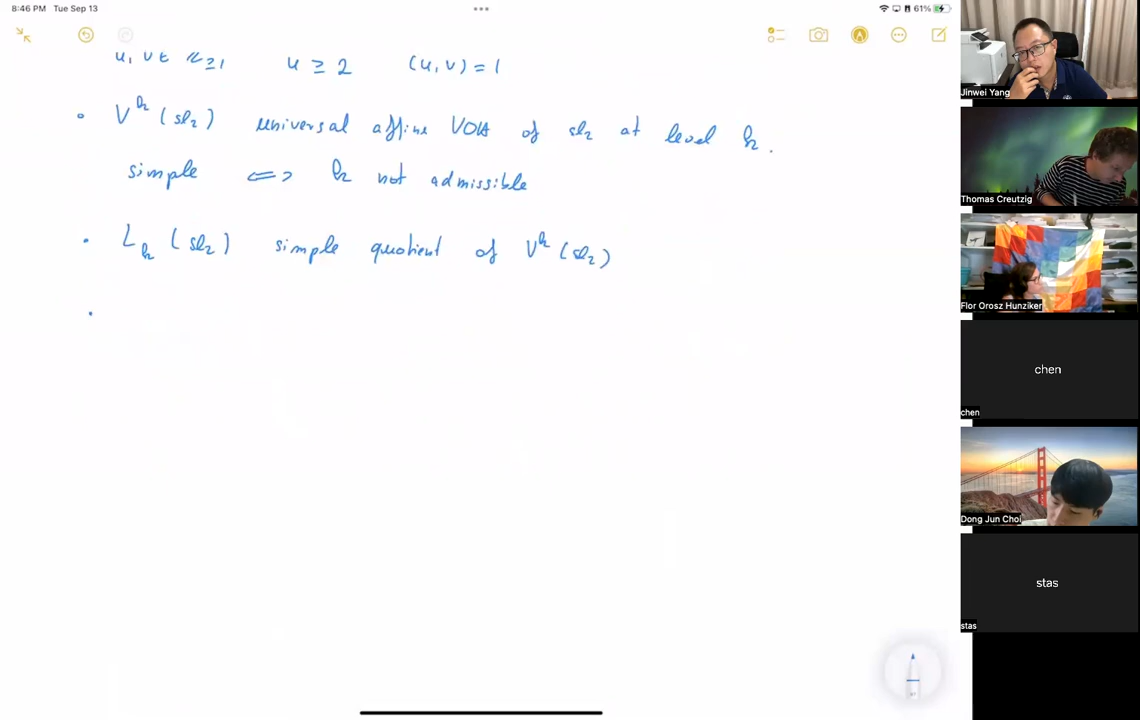 8:46 PM Tue Sep 13
61%
u, v ∈ ℤ≥1 u ≥ 2 (u,v) = 1
• V^k (sl₂) universal affine VOA of sl₂ at level k.
simple ⟺ k not admissible
• L_k (sl₂) simple quotient of V^k (sl₂)
•
Jinwei Yang
Thomas Creutzig
Flor Orosz Hunziker
chen
chen
Dong Jun Choi
stas
stas